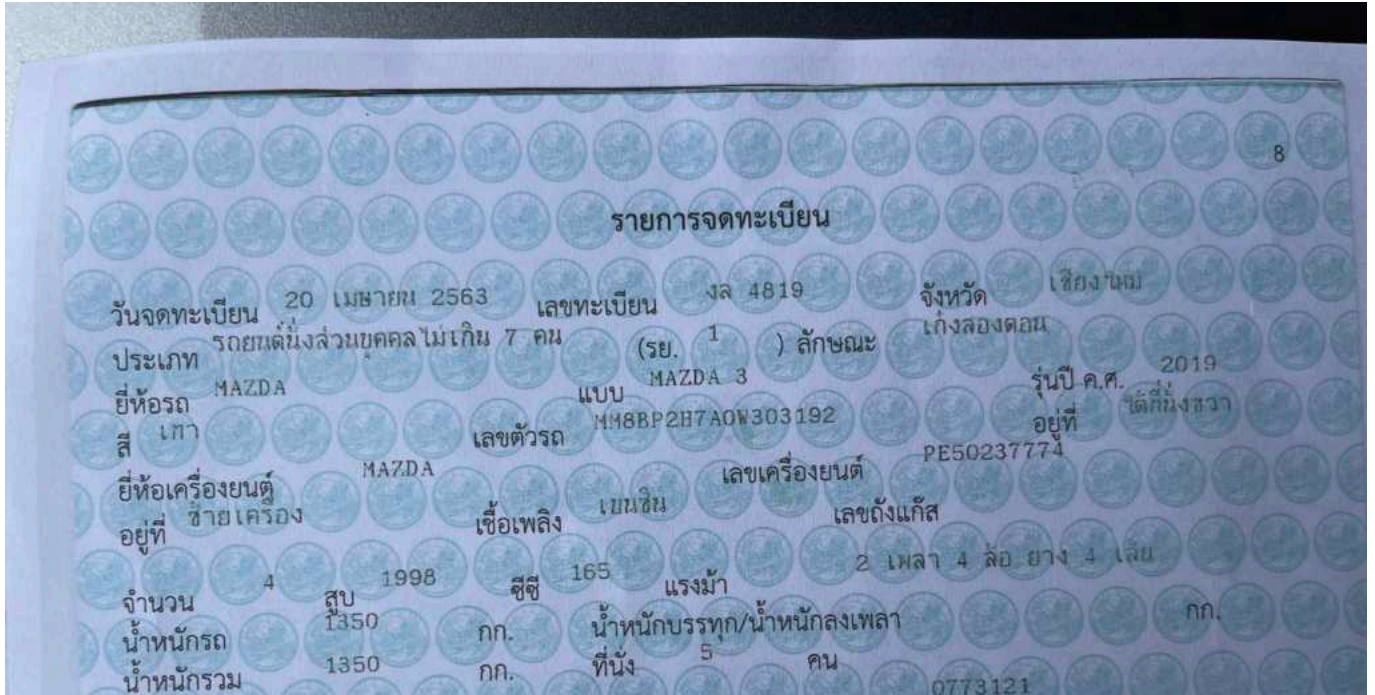 8
รายการจดทะเบียน
วันจดทะเบียน 20 เมษายน 2563 เลขทะเบียน งล 4819 จังหวัด เชียงใหม่
ประเภท รถยนต์นั่งส่วนบุคคลไม่เกิน 7 คน (รย. 1 ) ลักษณะ เก๋งสองตอน
ยี่ห้อรถ MAZDA แบบ MAZDA 3 รุ่นปี ค.ศ. 2019
สี เทา เลขตัวรถ MM8BP2H7A0W303192 อยู่ที่ ใต้ที่นั่งขวา
ยี่ห้อเครื่องยนต์ MAZDA เลขเครื่องยนต์ PE50237774
อยู่ที่ ซ้ายเครื่อง เชื้อเพลิง เบนซิน เลขถังแก๊ส
จำนวน 4 สูบ 1998 ซีซี 165 แรงม้า 2 เพลา 4 ล้อ ยาง 4 เส้น
น้ำหนักรถ 1350 กก. น้ำหนักบรรทุก/น้ำหนักลงเพลา กก.
น้ำหนักรวม 1350 กก. ที่นั่ง 5 คน
0773121